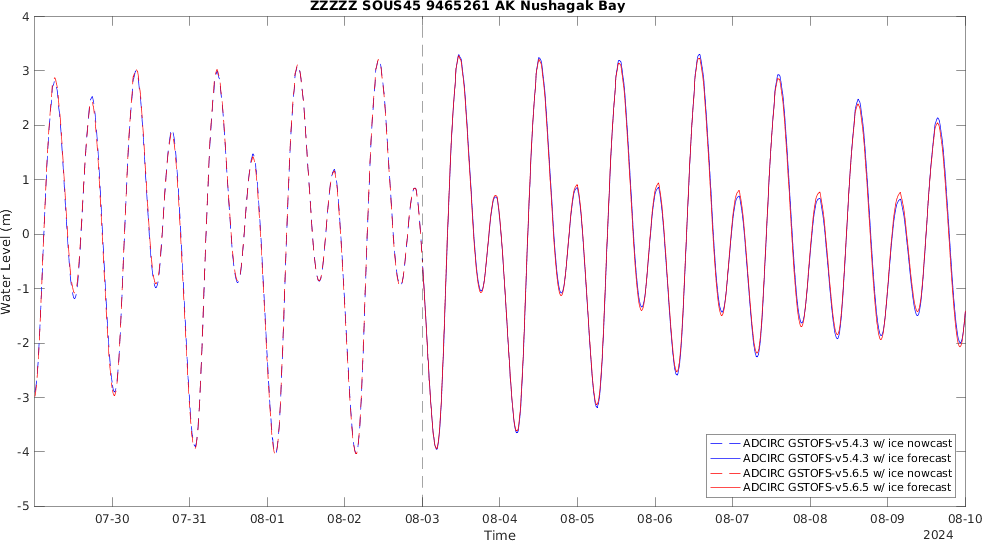 ZZZZZ SOUS45 9465261 AK Nushagak Bay
4
3
2
1
0
-1
-2
-3
-4
-5
Water Level (m)
ADCIRC GSTOFS-v5.4.3 w/ ice nowcast
ADCIRC GSTOFS-v5.4.3 w/ ice forecast
ADCIRC GSTOFS-v5.6.5 w/ ice nowcast
ADCIRC GSTOFS-v5.6.5 w/ ice forecast
07-30 07-31 08-01 08-02 08-03 08-04 08-05 08-06 08-07 08-08 08-09 08-10
Time
2024